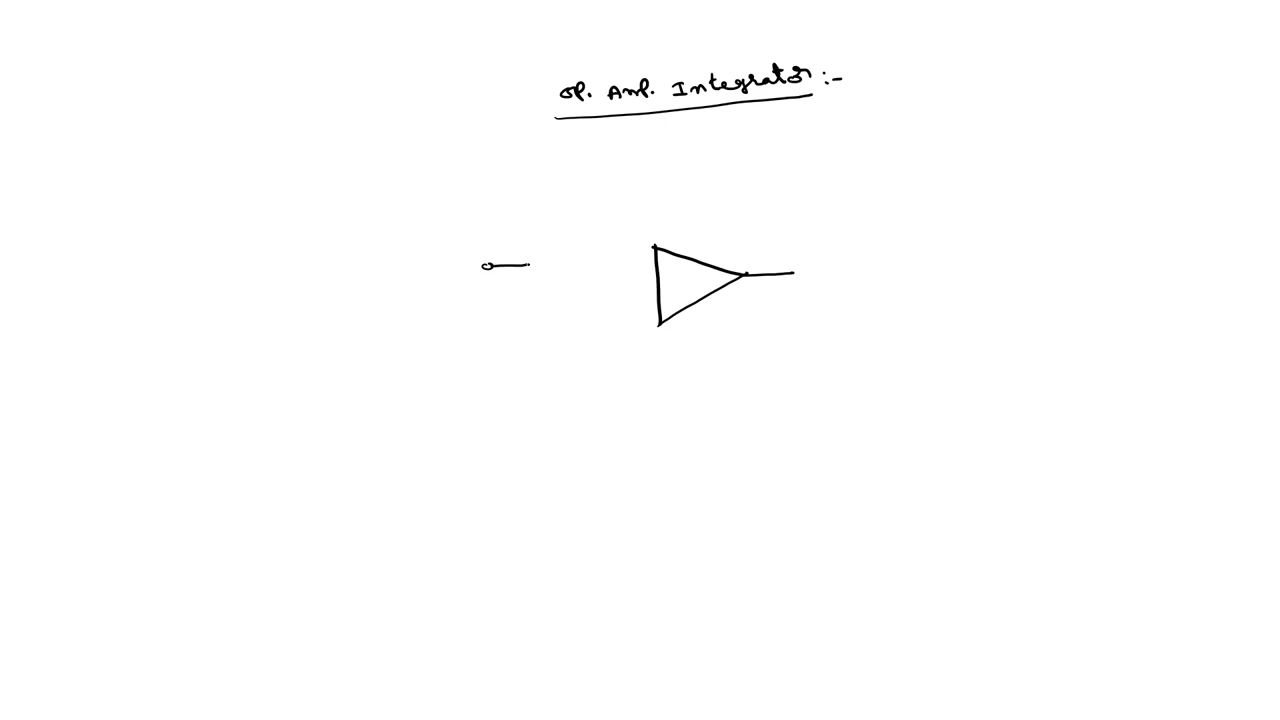 op. Amp. Integrator :-